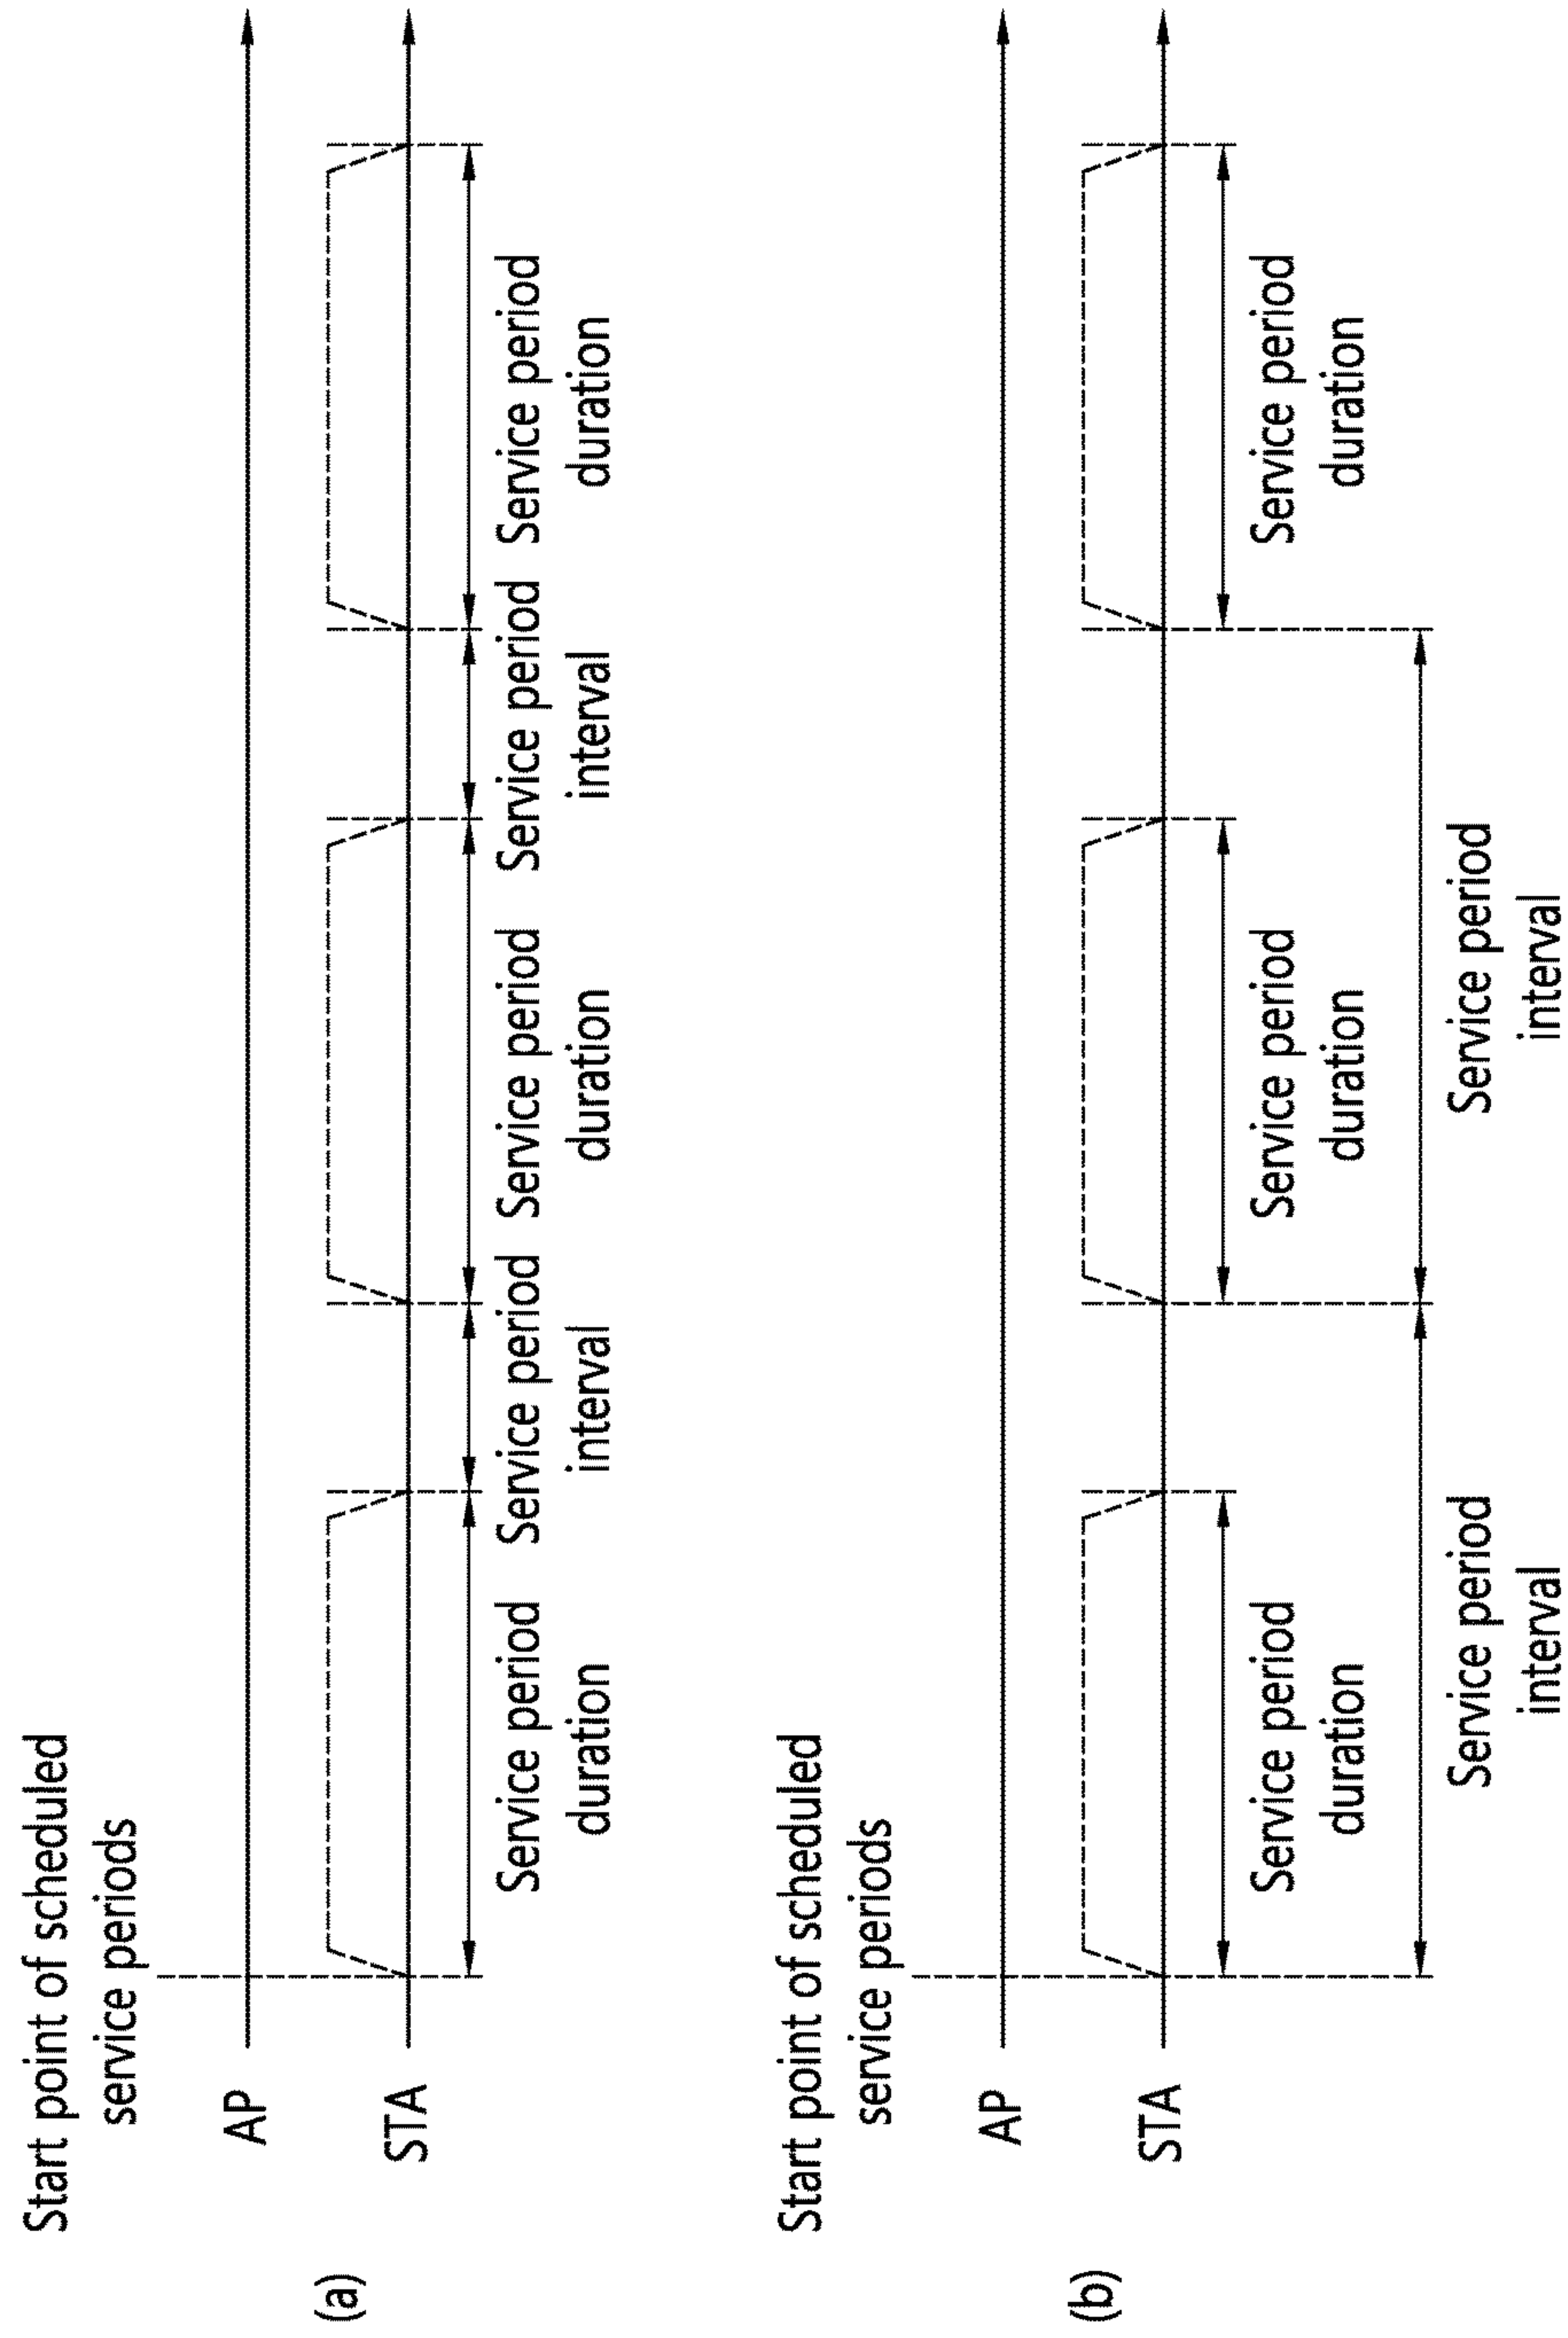 (a)
Start point of scheduled
service periods
AP
STA
Service period
duration
Service period
interval
Service period
duration
Service period
interval
Service period
duration
(b)
Start point of scheduled
service periods
AP
STA
Service period
duration
Service period
duration
Service period
duration
Service period
interval
Service period
interval